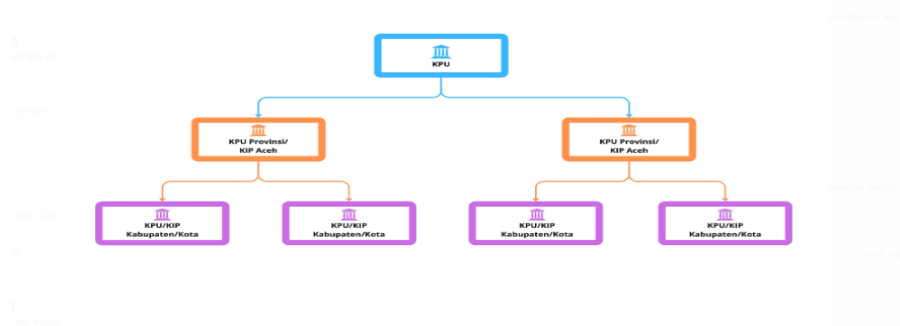 KPU
KPU Provinsi/
KIP Aceh
KPU Provinsi/
KIP Aceh
KPU/KIP
Kabupaten/Kota
KPU/KIP
Kabupaten/Kota
KPU/KIP
Kabupaten/Kota
KPU/KIP
Kabupaten/Kota